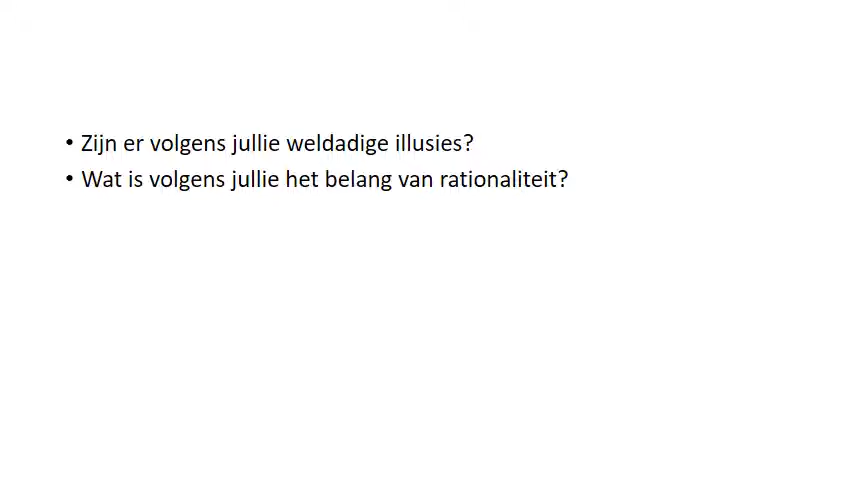 • Zijn er volgens jullie weldadige illusies?
• Wat is volgens jullie het belang van rationaliteit?